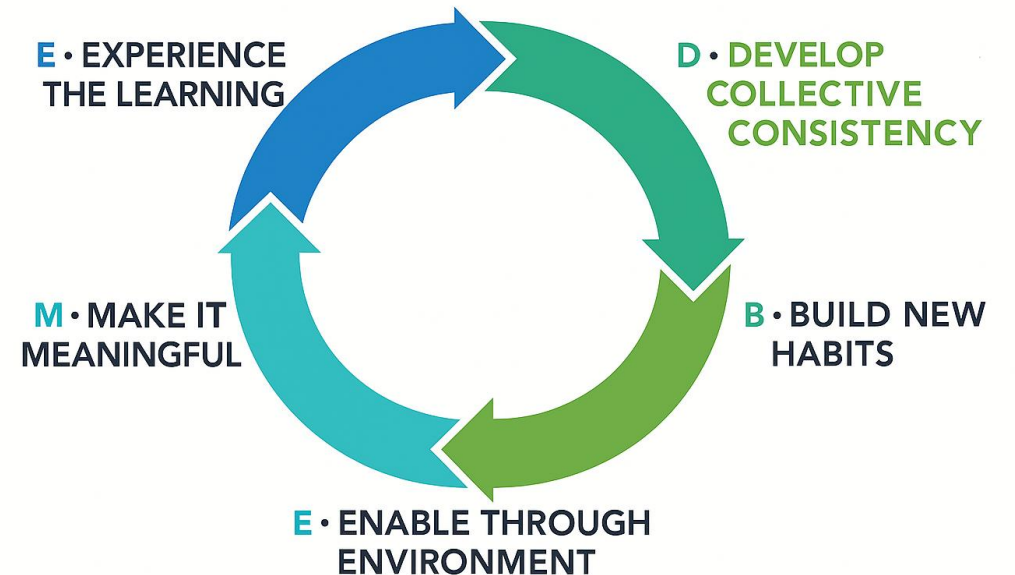 E · EXPERIENCE
THE LEARNING
D · DEVELOP
COLLECTIVE
CONSISTENCY
M · MAKE IT
MEANINGFUL
B · BUILD NEW
HABITS
E · ENABLE THROUGH
ENVIRONMENT